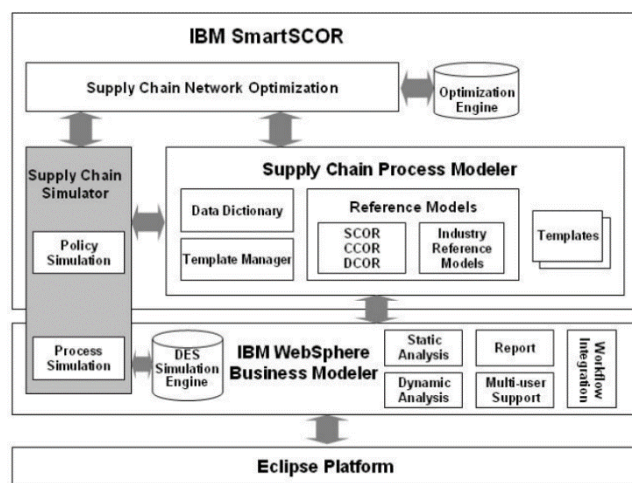 IBM SmartSCOR
Supply Chain Network Optimization
Optimization
Engine
Supply Chain
Simulator
Policy
Simulation
Process
Simulation
Supply Chain Process Modeler
Data Dictionary
Template Manager
Reference Models
SCOR
CCOR
DCOR
Industry
Reference
Models
Templates
DES
Simulation
Engine
IBM WebSphere
Business Modeler
Static
Analysis
Report
Dynamic
Analysis
Multi-user
Support
Workflow
Integration
Eclipse Platform